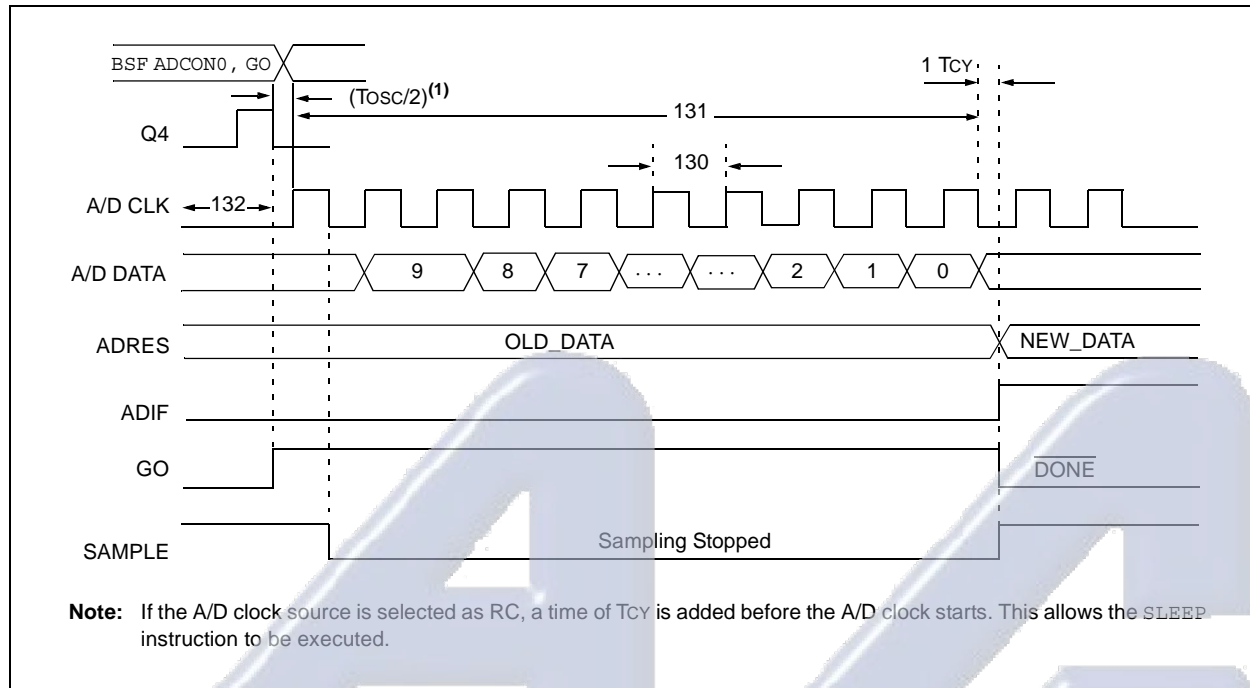 BSF ADCON0, GO
1 TCY
(TOSC/2)(1)
131
Q4
130
A/D CLK
132
A/D DATA
9 8 7 . . . . . . 2 1 0
ADRES
OLD_DATA
NEW_DATA
ADIF
GO
DONE
SAMPLE
Sampling Stopped
Note: If the A/D clock source is selected as RC, a time of TCY is added before the A/D clock starts. This allows the SLEEP
instruction to be executed.